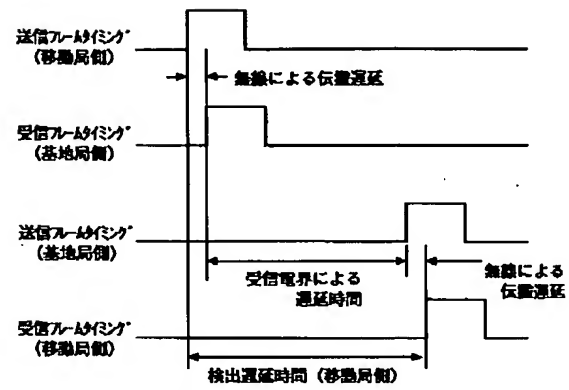 送信フレームタイミング
(移動局側)
無線による伝搬遅延
受信フレームタイミング
(基地局側)
送信フレームタイミング
(基地局側)
受信電界による
遅延時間
無線による
伝搬遅延
受信フレームタイミング
(移動局側)
検出遅延時間 (移動局側)